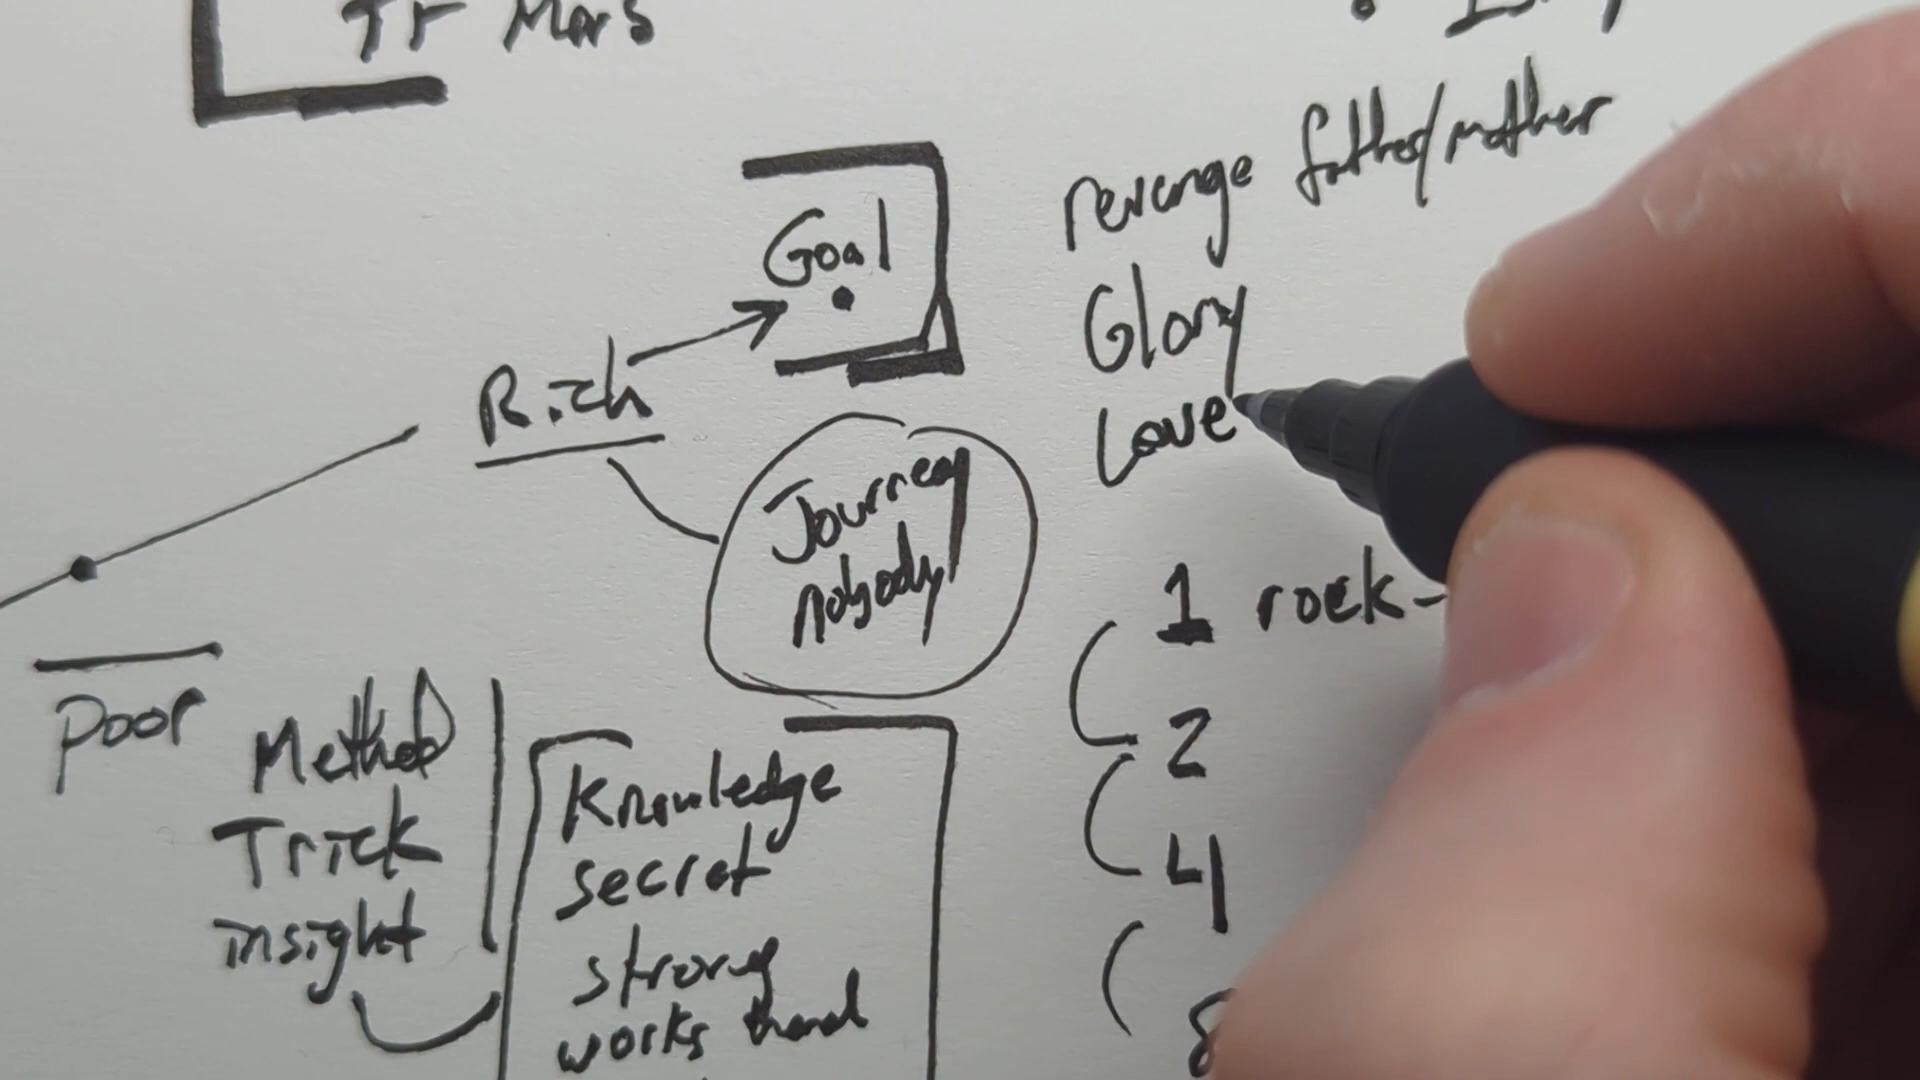 Mars
revenge father/mother
Goal
Glory
Rich
Love
Journey
nobody
1 rock-
2
4
8
Poor
Method
Trick
insight
Knowledge
secret
strong
works